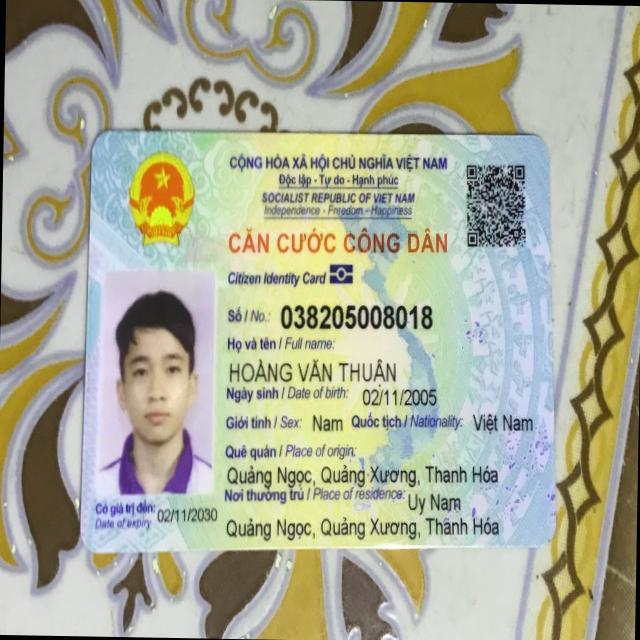 CỘNG HÒA XÃ HỘI CHỦ NGHĨA VIỆT NAM
Độc lập - Tự do - Hạnh phúc
SOCIALIST REPUBLIC OF VIET NAM
Independence - Freedom - Happiness
CĂN CƯỚC CÔNG DÂN
Citizen Identity Card
Số / No.: 038205008018
Họ và tên / Full name:
HOÀNG VĂN THUẬN
Ngày sinh / Date of birth: 02/11/2005
Giới tính / Sex: Nam Quốc tịch / Nationality: Việt Nam
Quê quán / Place of origin:
Quảng Ngọc, Quảng Xương, Thanh Hóa
Nơi thường trú / Place of residence: Uy Nam
Quảng Ngọc, Quảng Xương, Thanh Hóa
Có giá trị đến: 02/11/2030
Date of expiry